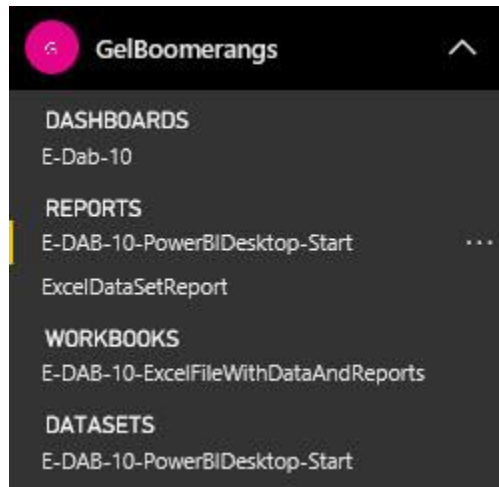 G GelBoomerangs
DASHBOARDS
E-Dab-10
REPORTS
E-DAB-10-PowerBIDesktop-Start ...
ExcelDataSetReport
WORKBOOKS
E-DAB-10-ExcelFileWithDataAndReports
DATASETS
E-DAB-10-PowerBIDesktop-Start